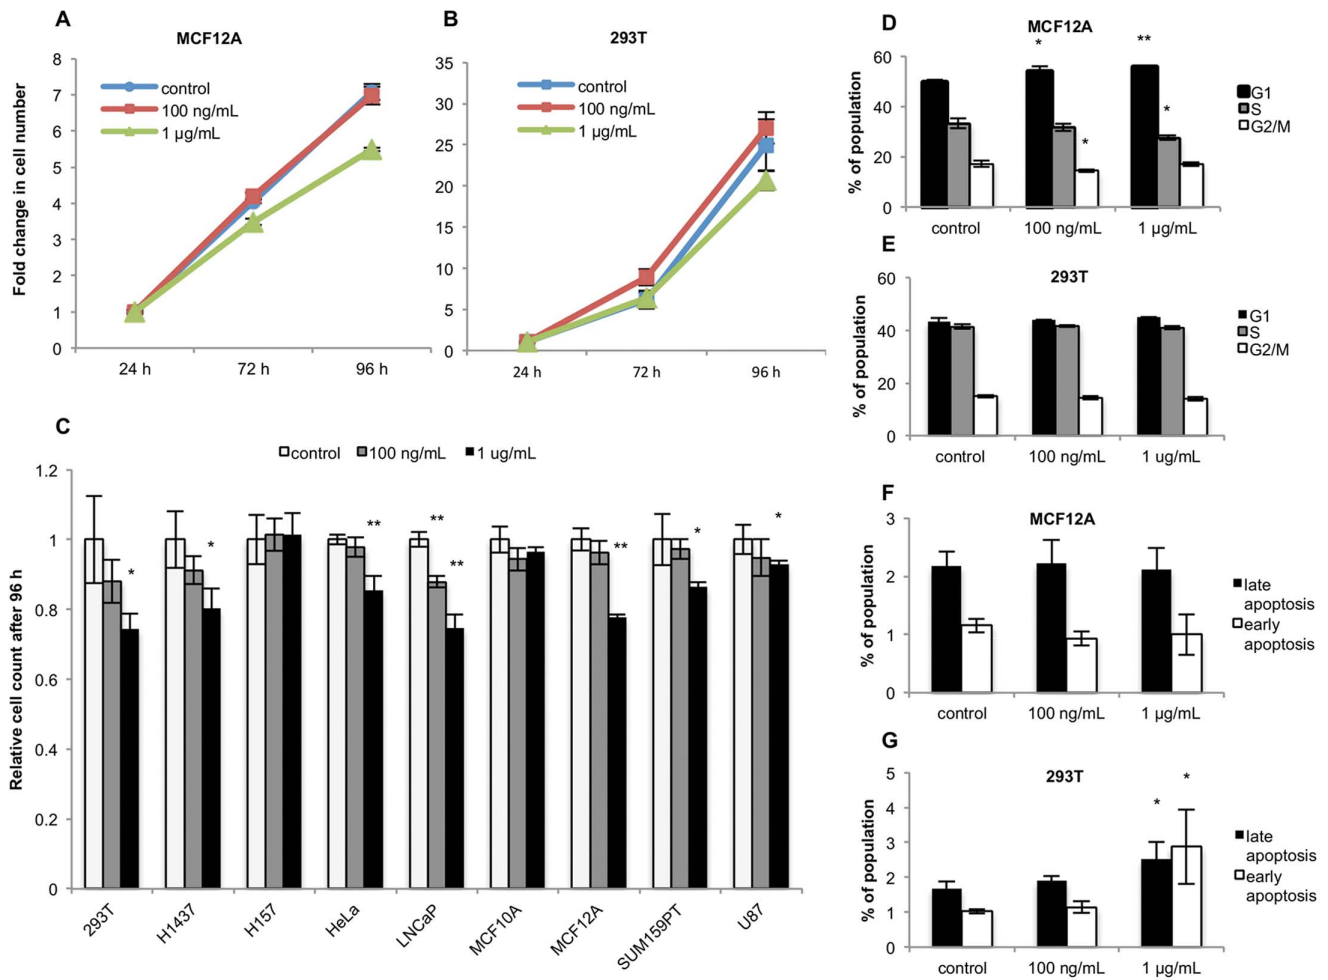 A
MCF12A
Fold change in cell number
8
7
6
5
4
3
2
1
0
control
100 ng/mL
1 µg/mL
24 h
72 h
96 h
B
293T
35
30
25
20
15
10
5
0
control
100 ng/mL
1 µg/mL
24 h
72 h
96 h
C
control
100 ng/mL
1 ug/mL
Relative cell count after 96 h
1.2
1
0.8
0.6
0.4
0.2
0
*
*
**
**
**
**
*
*
293T
H1437
H157
HeLa
LNCaP
MCF10A
MCF12A
SUM159PT
U87
D
MCF12A
% of population
60
40
20
0
*
*
**
*
G1
S
G2/M
control
100 ng/mL
1 µg/mL
E
293T
% of population
60
40
20
0
G1
S
G2/M
control
100 ng/mL
1 ug/mL
F
MCF12A
% of population
3
2
1
0
late
apoptosis
early
apoptosis
control
100 ng/mL
1 µg/mL
G
293T
% of population
5
4
3
2
1
0
*
*
late
apoptosis
early
apoptosis
control
100 ng/mL
1 µg/mL